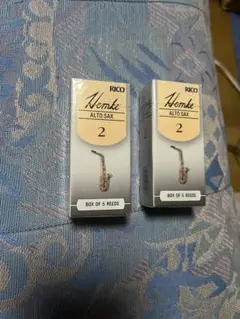 RICO
Hemke
ALTO SAX
2
BOX OF 5 REEDS
RICO
Hemke
ALTO SAX
2
BOX OF 5 REEDS